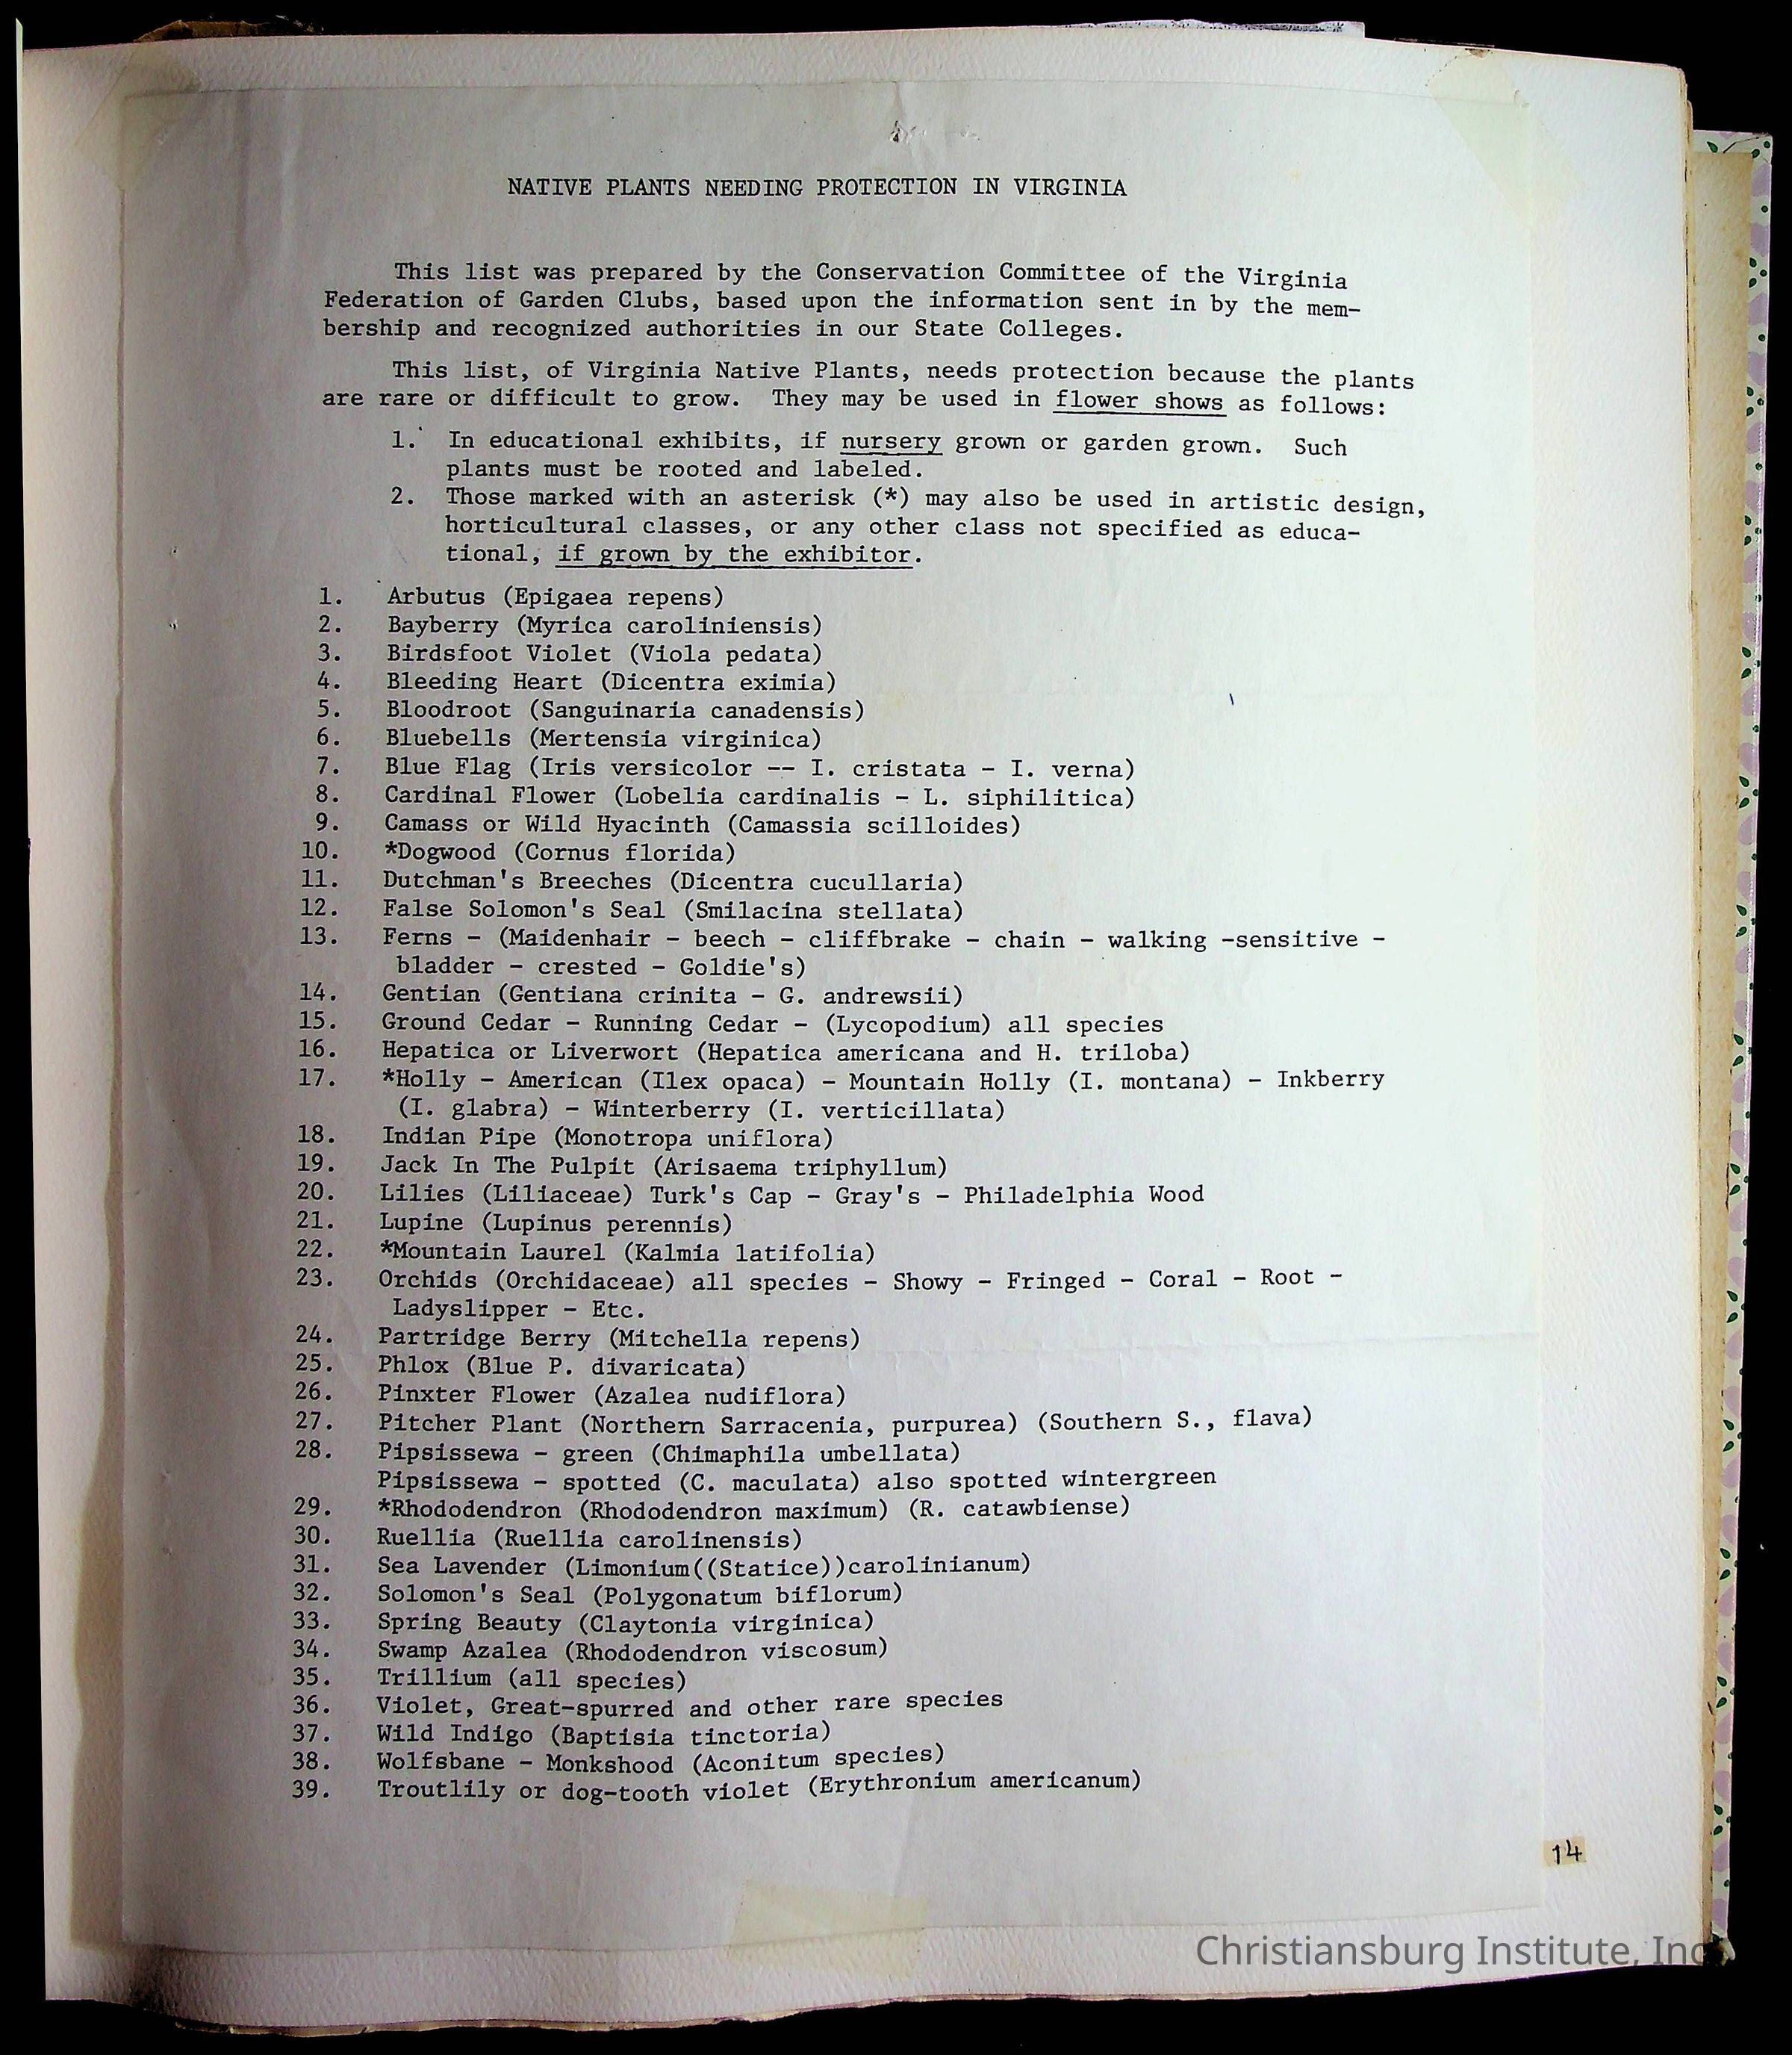 NATIVE PLANTS NEEDING PROTECTION IN VIRGINIA
This list was prepared by the Conservation Committee of the Virginia
Federation of Garden Clubs, based upon the information sent in by the mem-
bership and recognized authorities in our State Colleges.
This list, of Virginia Native Plants, needs protection because the plants
are rare or difficult to grow. They may be used in flower shows as follows:
1. In educational exhibits, if nursery grown or garden grown. Such
plants must be rooted and labeled.
2. Those marked with an asterisk (*) may also be used in artistic design,
horticultural classes, or any other class not specified as educa-
tional, if grown by the exhibitor.
1. Arbutus (Epigaea repens)
2. Bayberry (Myrica caroliniensis)
3. Birdsfoot Violet (Viola pedata)
4. Bleeding Heart (Dicentra eximia)
5. Bloodroot (Sanguinaria canadensis)
6. Bluebells (Mertensia virginica)
7. Blue Flag (Iris versicolor -- I. cristata - I. verna)
8. Cardinal Flower (Lobelia cardinalis - L. siphilitica)
9. Camass or Wild Hyacinth (Camassia scilloides)
10. *Dogwood (Cornus florida)
11. Dutchman's Breeches (Dicentra cucullaria)
12. False Solomon's Seal (Smilacina stellata)
13. Ferns - (Maidenhair - beech - cliffbrake - chain - walking -sensitive -
bladder - crested - Goldie's)
14. Gentian (Gentiana crinita - G. andrewsii)
15. Ground Cedar - Running Cedar - (Lycopodium) all species
16. Hepatica or Liverwort (Hepatica americana and H. triloba)
17. *Holly - American (Ilex opaca) - Mountain Holly (I. montana) - Inkberry
(I. glabra) - Winterberry (I. verticillata)
18. Indian Pipe (Monotropa uniflora)
19. Jack In The Pulpit (Arisaema triphyllum)
20. Lilies (Liliaceae) Turk's Cap - Gray's - Philadelphia Wood
21. Lupine (Lupinus perennis)
22. *Mountain Laurel (Kalmia latifolia)
23. Orchids (Orchidaceae) all species - Showy - Fringed - Coral - Root -
Ladyslipper - Etc.
24. Partridge Berry (Mitchella repens)
25. Phlox (Blue P. divaricata)
26. Pinxter Flower (Azalea nudiflora)
27. Pitcher Plant (Northern Sarracenia, purpurea) (Southern S., flava)
28. Pipsissewa - green (Chimaphila umbellata)
Pipsissewa - spotted (C. maculata) also spotted wintergreen
29. *Rhododendron (Rhododendron maximum) (R. catawbiense)
30. Ruellia (Ruellia carolinensis)
31. Sea Lavender (Limonium((Statice))carolinianum)
32. Solomon's Seal (Polygonatum biflorum)
33. Spring Beauty (Claytonia virginica)
34. Swamp Azalea (Rhododendron viscosum)
35. Trillium (all species)
36. Violet, Great-spurred and other rare species
37. Wild Indigo (Baptisia tinctoria)
38. Wolfsbane - Monkshood (Aconitum species)
39. Troutlily or dog-tooth violet (Erythronium americanum)
14
Christiansburg Institute, Inc.